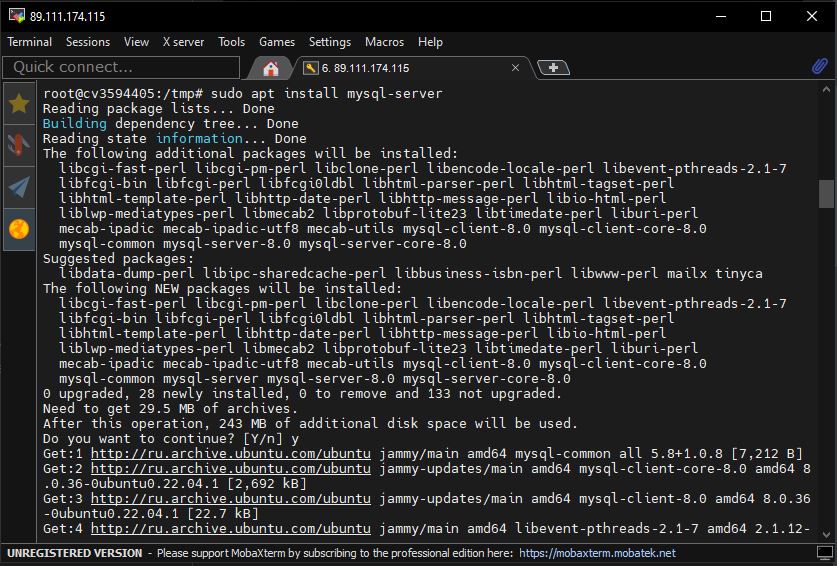 89.111.174.115
Terminal Sessions View X server Tools Games Settings Macros Help
Quick connect...
6. 89.111.174.115
root@cv3594405:/tmp# sudo apt install mysql-server
Reading package lists... Done
Building dependency tree... Done
Reading state information... Done
The following additional packages will be installed:
  libcgi-fast-perl libcgi-pm-perl libclone-perl libencode-locale-perl libevent-pthreads-2.1-7
  libfcgi-bin libfcgi-perl libfcgi0ldbl libhtml-parser-perl libhtml-tagset-perl
  libhtml-template-perl libhttp-date-perl libhttp-message-perl libio-html-perl
  liblwp-mediatypes-perl libmecab2 libprotobuf-lite23 libtimedate-perl liburi-perl
  mecab-ipadic mecab-ipadic-utf8 mecab-utils mysql-client-8.0 mysql-client-core-8.0
  mysql-common mysql-server-8.0 mysql-server-core-8.0
Suggested packages:
  libdata-dump-perl libipc-sharedcache-perl libbusiness-isbn-perl libwww-perl mailx tinyca
The following NEW packages will be installed:
  libcgi-fast-perl libcgi-pm-perl libclone-perl libencode-locale-perl libevent-pthreads-2.1-7
  libfcgi-bin libfcgi-perl libfcgi0ldbl libhtml-parser-perl libhtml-tagset-perl
  libhtml-template-perl libhttp-date-perl libhttp-message-perl libio-html-perl
  liblwp-mediatypes-perl libmecab2 libprotobuf-lite23 libtimedate-perl liburi-perl
  mecab-ipadic mecab-ipadic-utf8 mecab-utils mysql-client-8.0 mysql-client-core-8.0
  mysql-common mysql-server mysql-server-8.0 mysql-server-core-8.0
0 upgraded, 28 newly installed, 0 to remove and 133 not upgraded.
Need to get 29.5 MB of archives.
After this operation, 243 MB of additional disk space will be used.
Do you want to continue? [Y/n] y
Get:1 http://ru.archive.ubuntu.com/ubuntu jammy/main amd64 mysql-common all 5.8+1.0.8 [7,212 B]
Get:2 http://ru.archive.ubuntu.com/ubuntu jammy-updates/main amd64 mysql-client-core-8.0 amd64 8
.0.36-0ubuntu0.22.04.1 [2,692 kB]
Get:3 http://ru.archive.ubuntu.com/ubuntu jammy-updates/main amd64 mysql-client-8.0 amd64 8.0.36
-0ubuntu0.22.04.1 [22.7 kB]
Get:4 http://ru.archive.ubuntu.com/ubuntu jammy/main amd64 libevent-pthreads-2.1-7 amd64 2.1.12-
UNREGISTERED VERSION - Please support MobaXterm by subscribing to the professional edition here: https://mobaxterm.mobatek.net